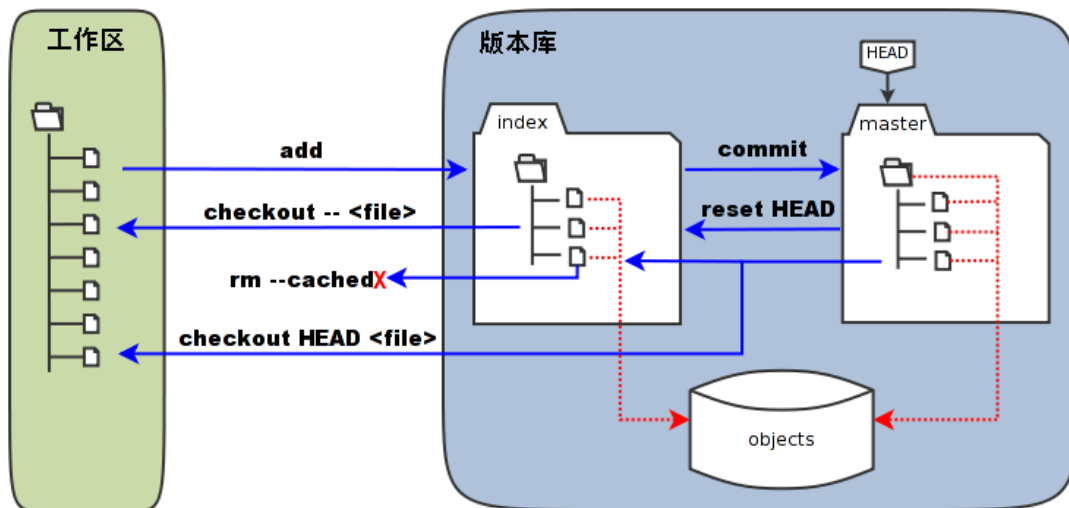 工作区
版本库
HEAD
index
master
add
commit
checkout -- <file>
reset HEAD
rm --cached
X
checkout HEAD <file>
objects